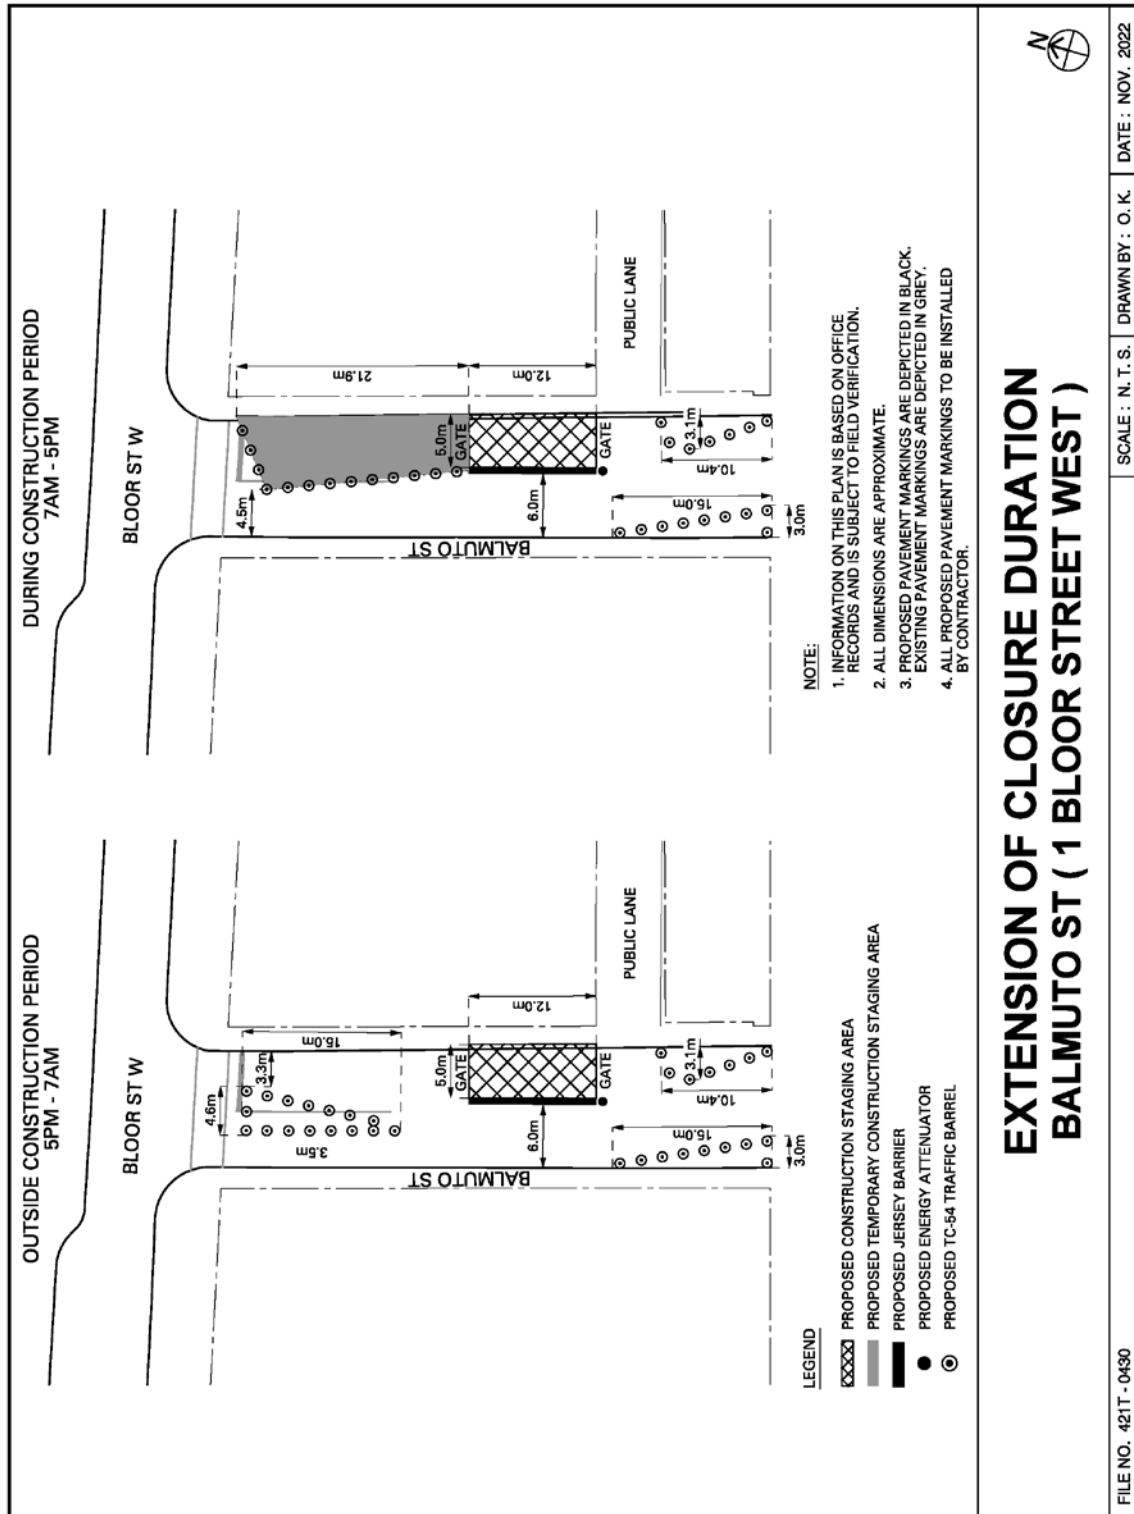 OUTSIDE CONSTRUCTION PERIOD
5PM - 7AM
BLOOR ST W
4.6m
3.3m
15.0m
3.5m
5.0m
GATE
12.0m
6.0m
GATE
BALMUTO ST
PUBLIC LANE
15.0m
3.0m
10.4m
3.1m
DURING CONSTRUCTION PERIOD
7AM - 5PM
BLOOR ST W
4.5m
21.9m
5.0m
GATE
12.0m
6.0m
GATE
BALMUTO ST
PUBLIC LANE
15.0m
3.0m
10.4m
3.1m
LEGEND
PROPOSED CONSTRUCTION STAGING AREA
PROPOSED TEMPORARY CONSTRUCTION STAGING AREA
PROPOSED JERSEY BARRIER
PROPOSED ENERGY ATTENUATOR
PROPOSED TC-54 TRAFFIC BARREL
NOTE:
1. INFORMATION ON THIS PLAN IS BASED ON OFFICE
RECORDS AND IS SUBJECT TO FIELD VERIFICATION.
2. ALL DIMENSIONS ARE APPROXIMATE.
3. PROPOSED PAVEMENT MARKINGS ARE DEPICTED IN BLACK.
EXISTING PAVEMENT MARKINGS ARE DEPICTED IN GREY.
4. ALL PROPOSED PAVEMENT MARKINGS TO BE INSTALLED
BY CONTRACTOR.
EXTENSION OF CLOSURE DURATION
BALMUTO ST ( 1 BLOOR STREET WEST )
N
FILE NO. 421T - 0430
SCALE : N. T. S.
DRAWN BY : O. K.
DATE : NOV. 2022